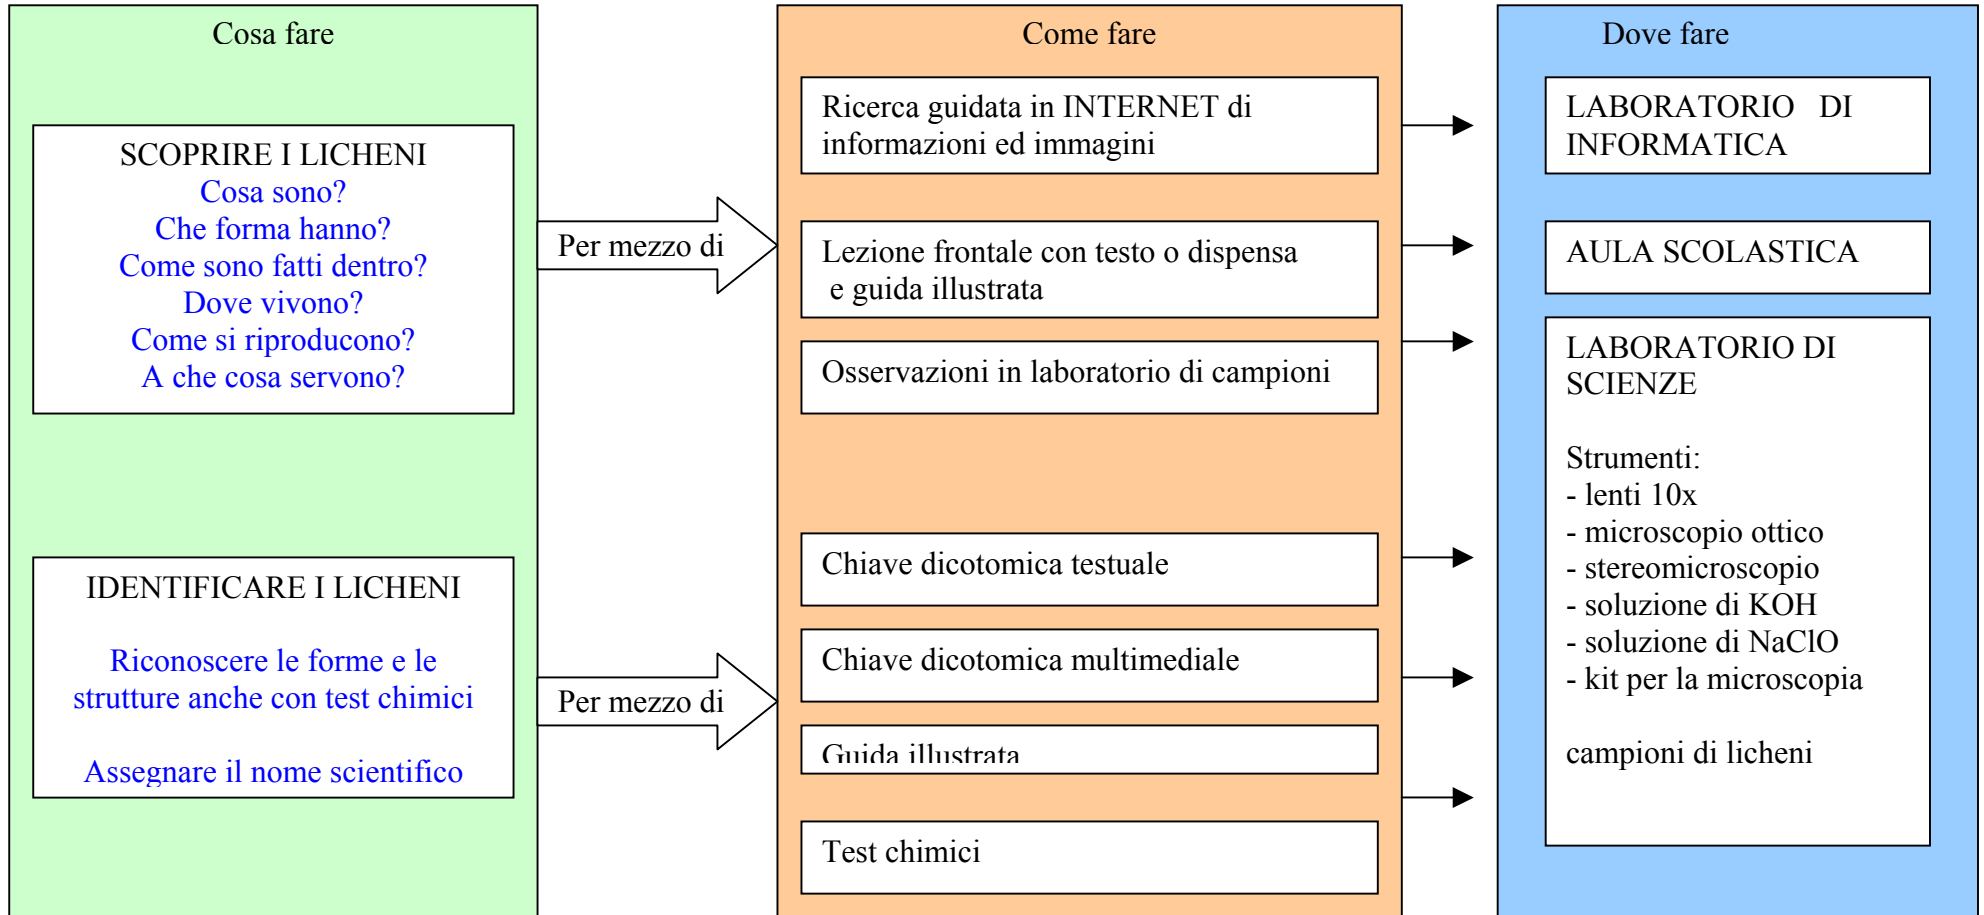 Cosa fare
SCOPRIRE I LICHENI
Cosa sono?
Che forma hanno?
Come sono fatti dentro?
Dove vivono?
Come si riproducono?
A che cosa servono?
IDENTIFICARE I LICHENI
Riconoscere le forme e le
strutture anche con test chimici
Assegnare il nome scientifico
Per mezzo di
Per mezzo di
Come fare
Ricerca guidata in INTERNET di
informazioni ed immagini
Lezione frontale con testo o dispensa
e guida illustrata
Osservazioni in laboratorio di campioni
Chiave dicotomica testuale
Chiave dicotomica multimediale
Guida illustrata
Test chimici
Dove fare
LABORATORIO DI
INFORMATICA
AULA SCOLASTICA
LABORATORIO DI
SCIENZE
Strumenti:
- lenti 10x
- microscopio ottico
- stereomicroscopio
- soluzione di KOH
- soluzione di NaClO
- kit per la microscopia
campioni di licheni